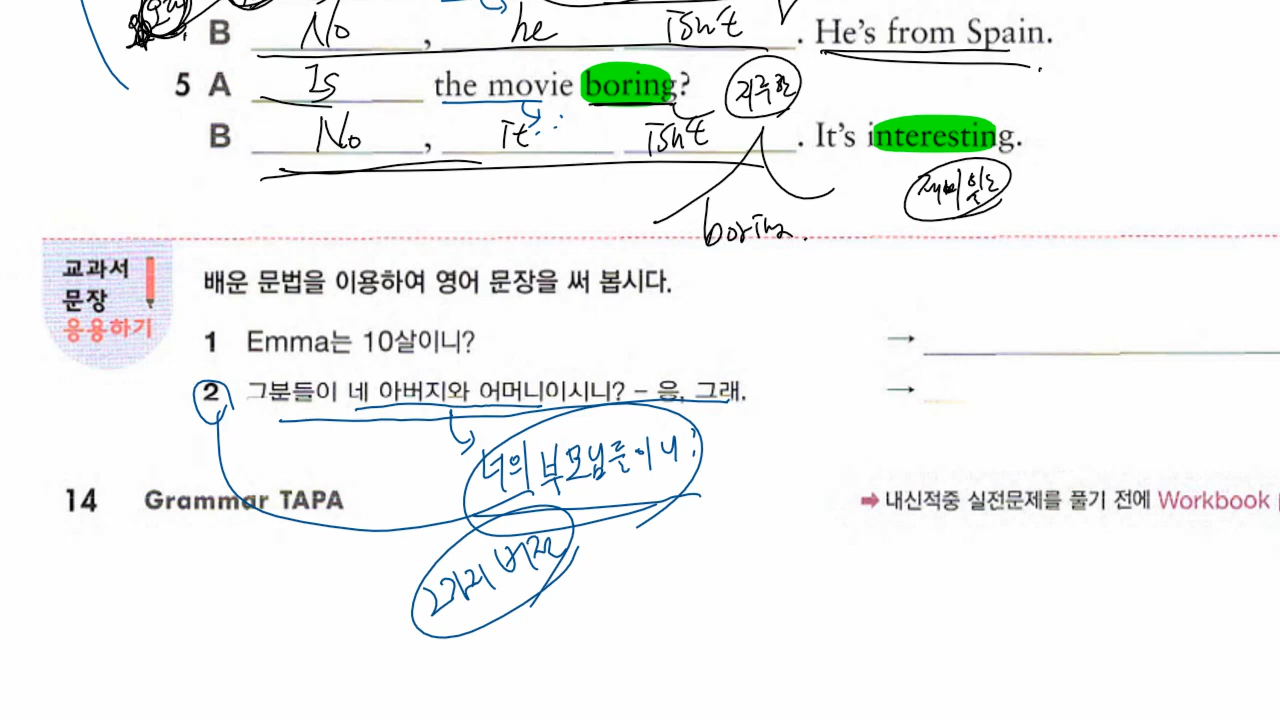 B No , he isn't . He's from Spain.
5 A Is the movie boring? 지루한
B No , it isn't . It's interesting.
재미있는
boring.
교과서
문장
응용하기
배운 문법을 이용하여 영어 문장을 써 봅시다.
1 Emma는 10살이니? →
2 그분들이 네 아버지와 어머니이시니? – 응, 그래. →
너의 부모님들이니?
14 Grammar TAPA
➡ 내신적중 실전문제를 풀기 전에 Workbook
2가지 버전